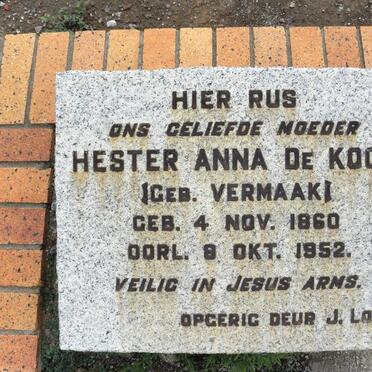 HIER RUS
ONS GELIEFDE MOEDER
HESTER ANNA DE KOC
(GEB. VERMAAK)
GEB. 4 NOV. 1860
OORL. 8 OKT. 1952.
VEILIG IN JESUS ARMS.
OPGERIG DEUR J. LO